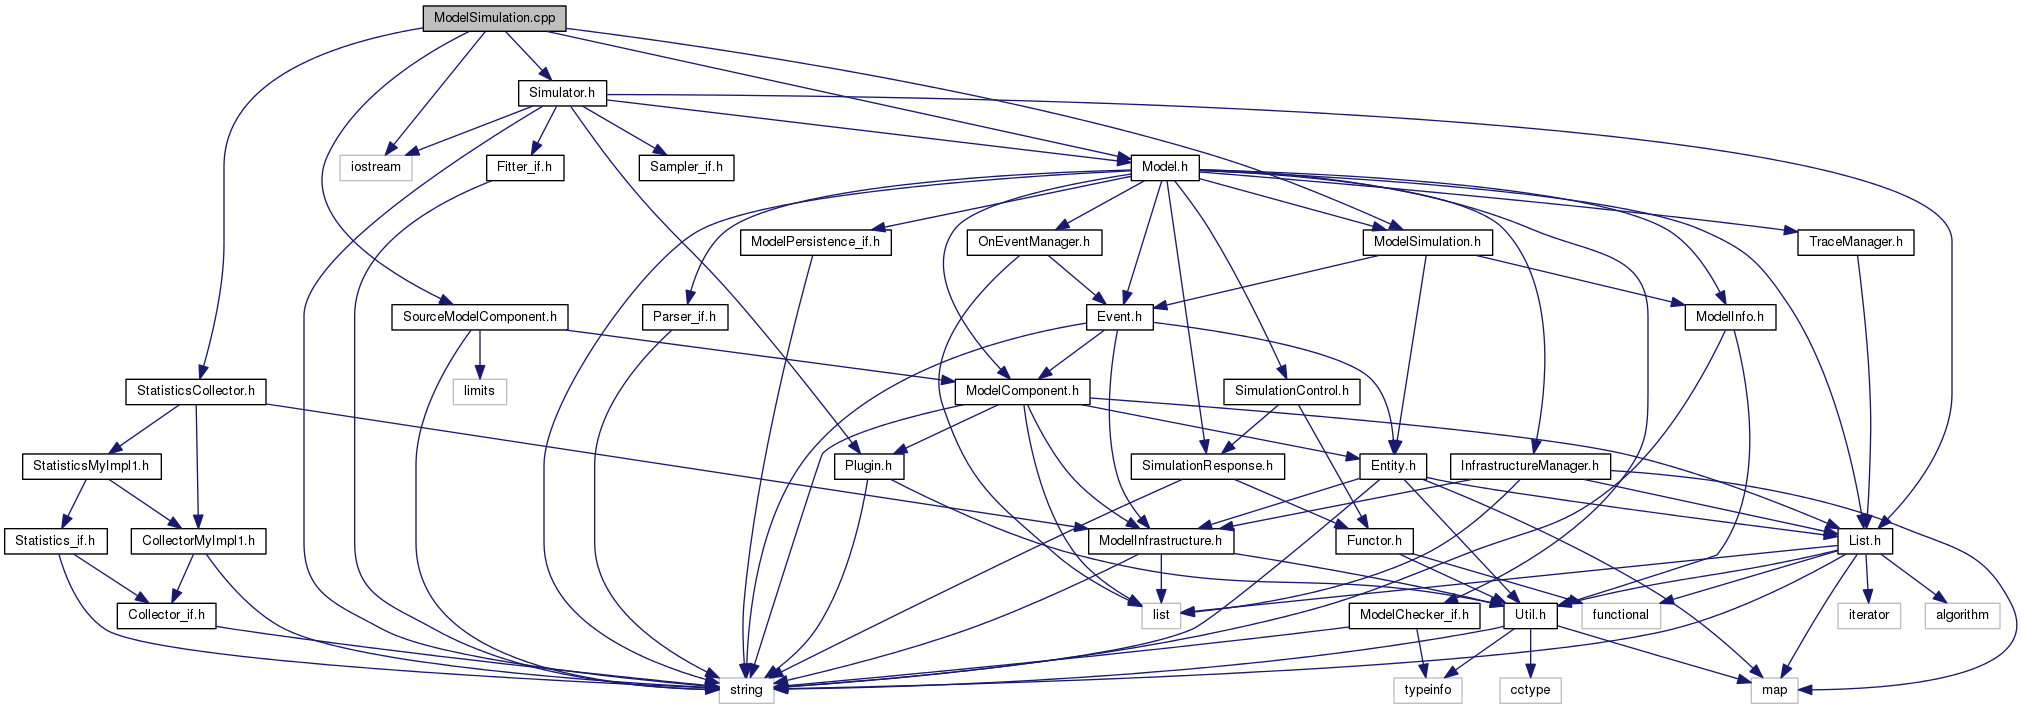 ModelSimulation.cpp
Simulator.h
iostream
Fitter_if.h
Sampler_if.h
Model.h
ModelPersistence_if.h
OnEventManager.h
ModelSimulation.h
TraceManager.h
SourceModelComponent.h
Parser_if.h
Event.h
ModelInfo.h
StatisticsCollector.h
limits
ModelComponent.h
SimulationControl.h
StatisticsMyImpl1.h
Plugin.h
SimulationResponse.h
Entity.h
InfrastructureManager.h
Statistics_if.h
CollectorMyImpl1.h
ModelInfrastructure.h
Functor.h
List.h
Collector_if.h
list
ModelChecker_if.h
Util.h
functional
iterator
algorithm
string
typeinfo
cctype
map